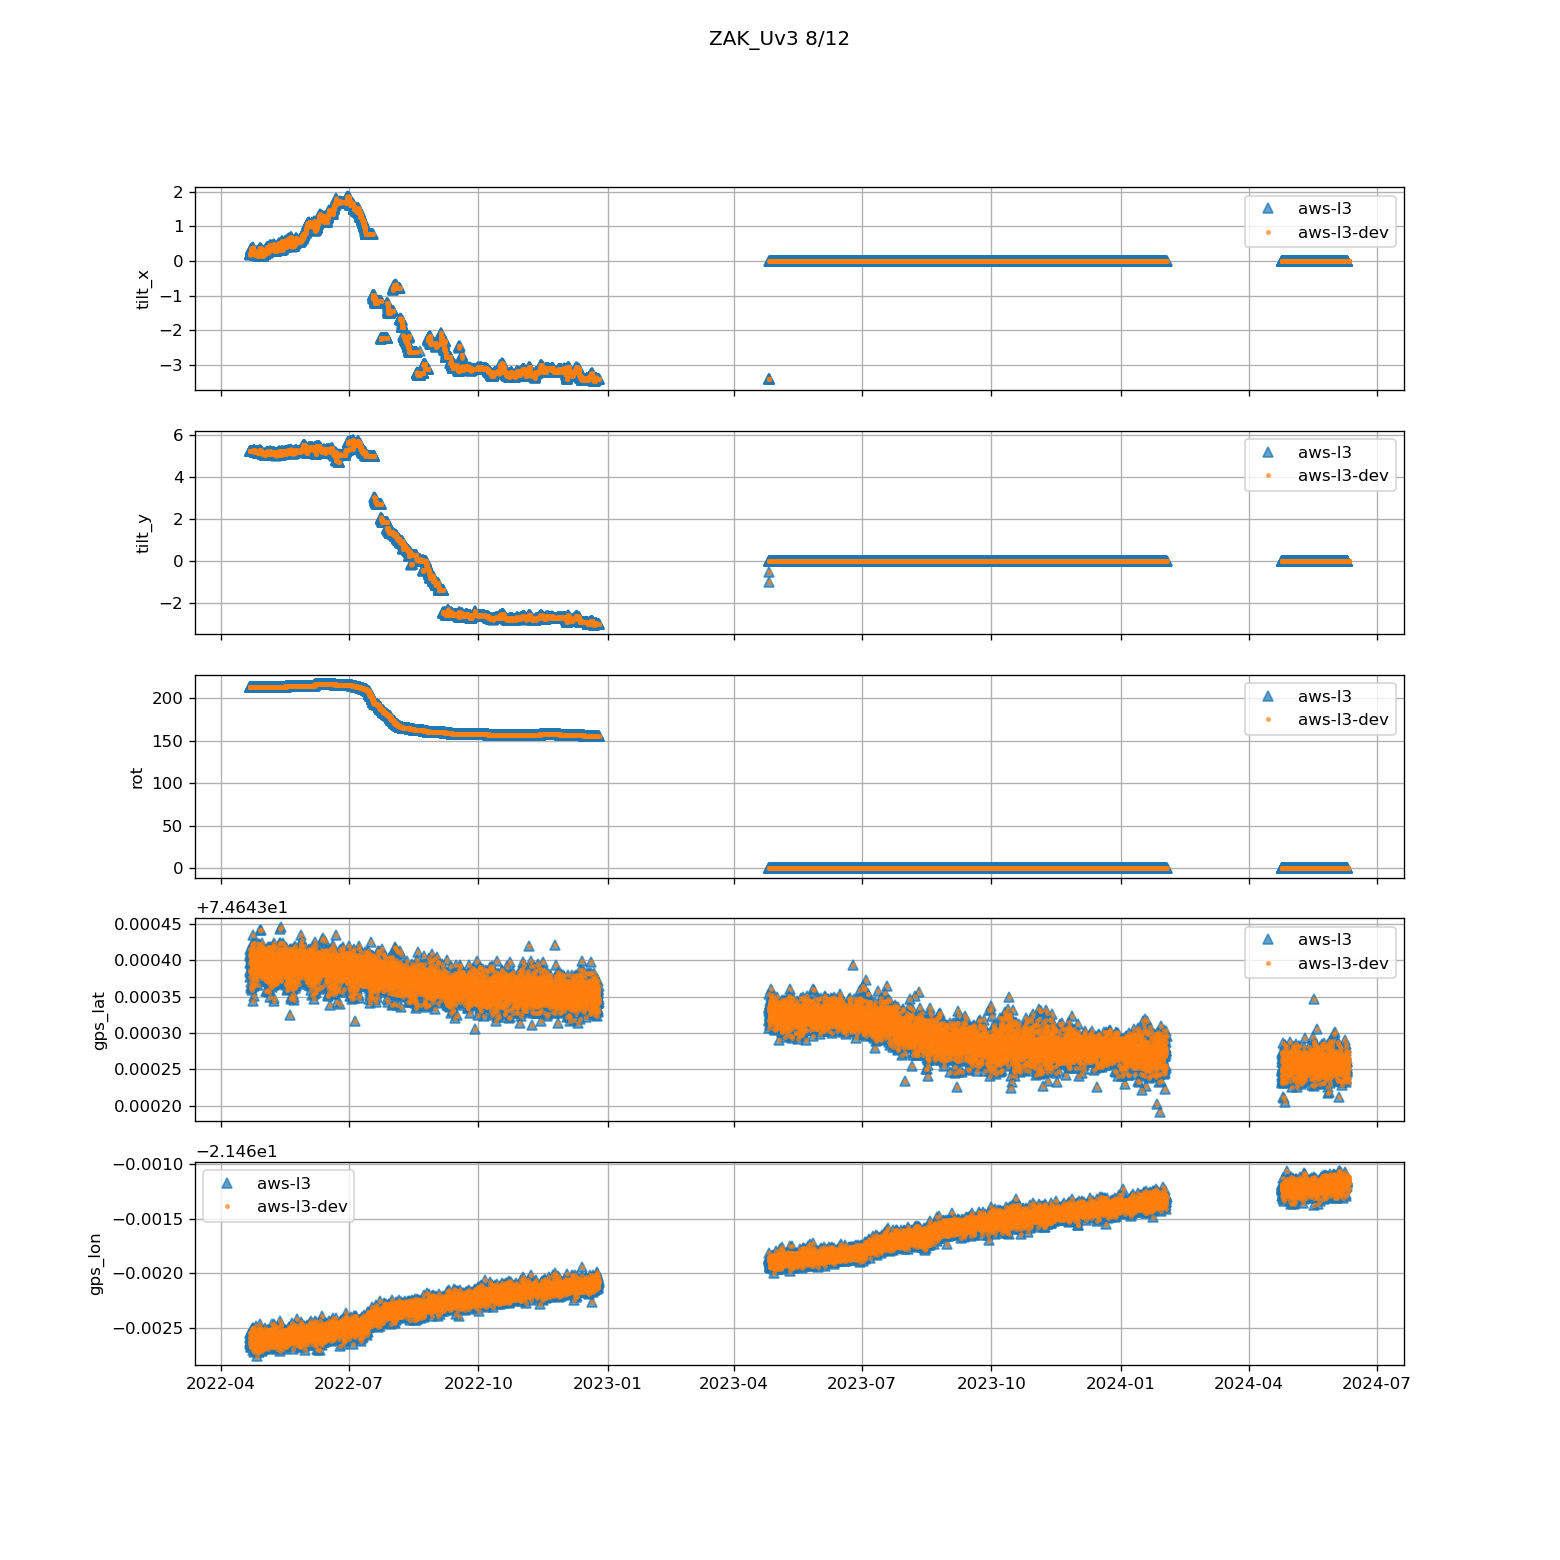 ZAK_Uv3 8/12
2
1
0
−1
−2
−3
tilt_x
aws-l3
aws-l3-dev
6
4
2
0
−2
tilt_y
aws-l3
aws-l3-dev
200
150
100
50
0
rot
aws-l3
aws-l3-dev
+7.4643e1
0.00045
0.00040
0.00035
0.00030
0.00025
0.00020
gps_lat
aws-l3
aws-l3-dev
−2.146e1
−0.0010
−0.0015
−0.0020
−0.0025
gps_lon
aws-l3
aws-l3-dev
2022-04 2022-07 2022-10 2023-01 2023-04 2023-07 2023-10 2024-01 2024-04 2024-07